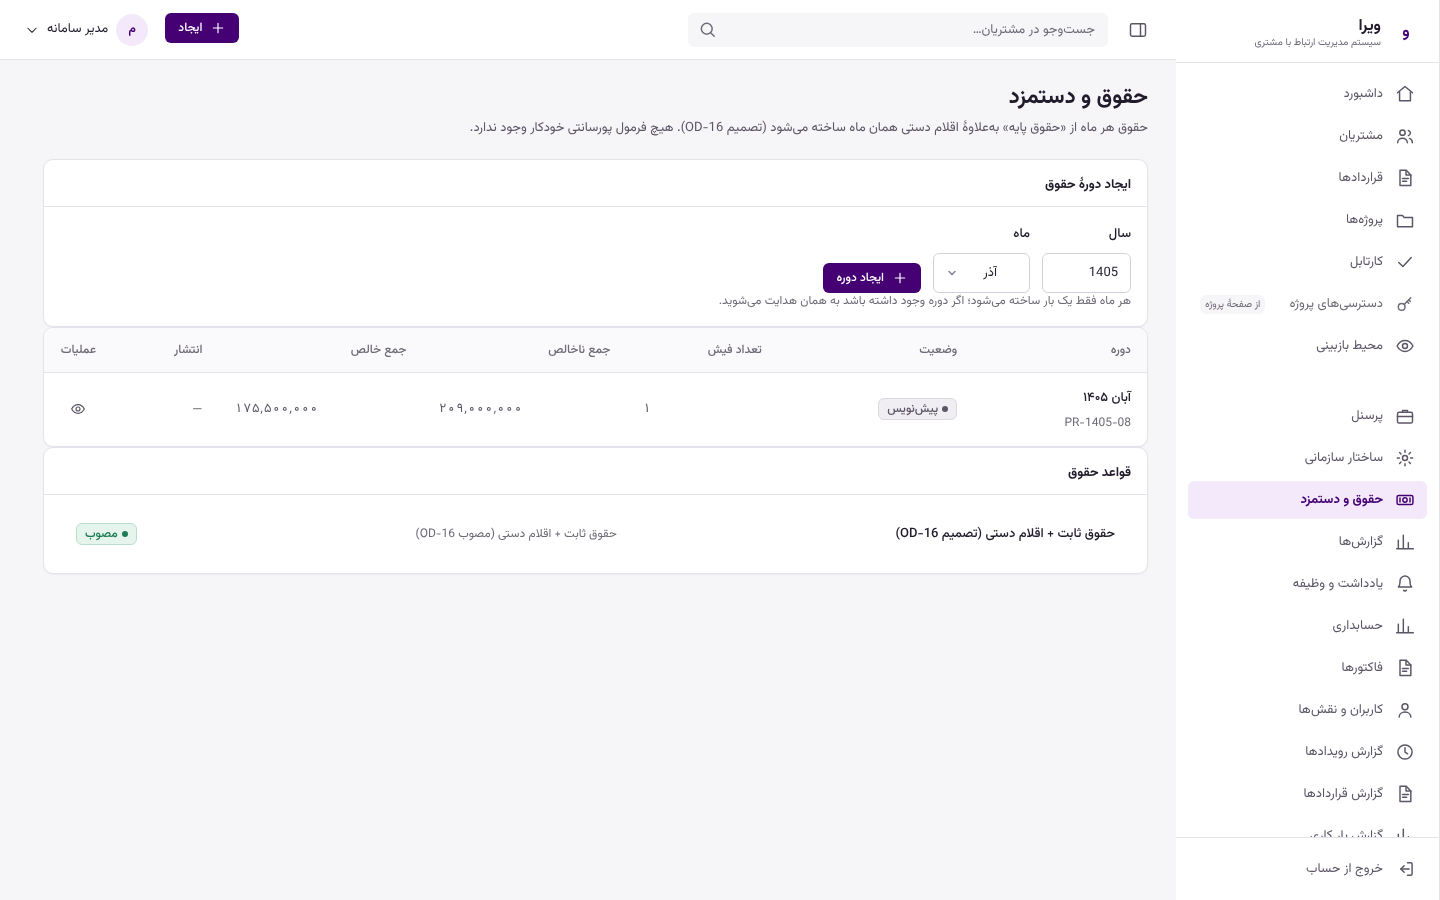 و
ویرا
سیستم مدیریت ارتباط با مشتری
جست‌وجو در مشتریان...
ایجاد
م
مدیر سامانه
داشبورد
مشتریان
قراردادها
پروژه‌ها
کارتابل
دسترسی‌های پروژه
از صفحهٔ پروژه
محیط بازبینی
پرسنل
ساختار سازمانی
حقوق و دستمزد
گزارش‌ها
یادداشت و وظیفه
حسابداری
فاکتورها
کاربران و نقش‌ها
گزارش رویدادها
گزارش قراردادها
گزارش بار کاری
خروج از حساب
حقوق و دستمزد
حقوق هر ماه از «حقوق پایه» به‌علاوهٔ اقلام دستی همان ماه ساخته می‌شود (تصمیم OD-16). هیچ فرمول پورسانتی خودکار وجود ندارد.
ایجاد دورهٔ حقوق
سال
ماه
1405
آذر
ایجاد دوره
هر ماه فقط یک بار ساخته می‌شود؛ اگر دوره وجود داشته باشد به همان هدایت می‌شوید.
دوره وضعیت تعداد فیش جمع ناخالص جمع خالص انتشار عملیات
آبان ۱۴۰۵ پیش‌نویس ۱ ۲۰۹,۰۰۰,۰۰۰ ۱۷۵,۵۰۰,۰۰۰ —
PR-1405-08
قواعد حقوق
حقوق ثابت + اقلام دستی (تصمیم OD-16) حقوق ثابت + اقلام دستی (مصوب OD-16) مصوب